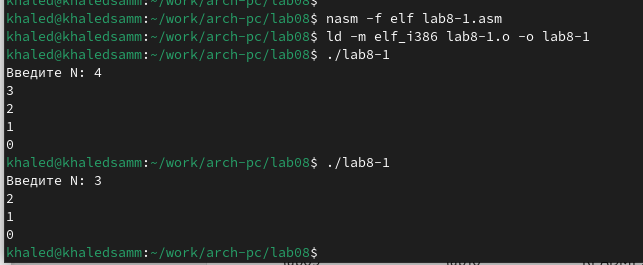 khaled@khaledsamm:~/work/arch-pc/lab08$
khaled@khaledsamm:~/work/arch-pc/lab08$ nasm -f elf lab8-1.asm
khaled@khaledsamm:~/work/arch-pc/lab08$ ld -m elf_i386 lab8-1.o -o lab8-1
khaled@khaledsamm:~/work/arch-pc/lab08$ ./lab8-1
Введите N: 4
3
2
1
0
khaled@khaledsamm:~/work/arch-pc/lab08$ ./lab8-1
Введите N: 3
2
1
0
khaled@khaledsamm:~/work/arch-pc/lab08$